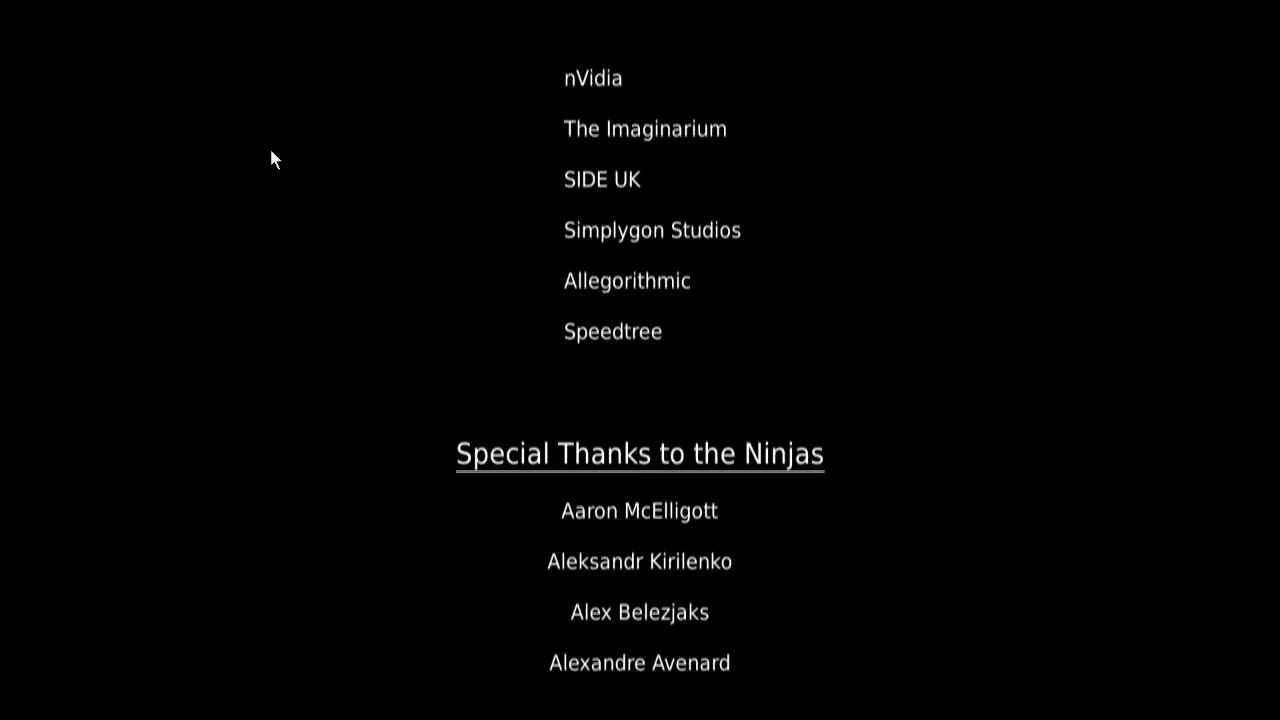 nVidia
The Imaginarium
SIDE UK
Simplygon Studios
Allegorithmic
Speedtree
Special Thanks to the Ninjas
Aaron McElligott
Aleksandr Kirilenko
Alex Belezjaks
Alexandre Avenard